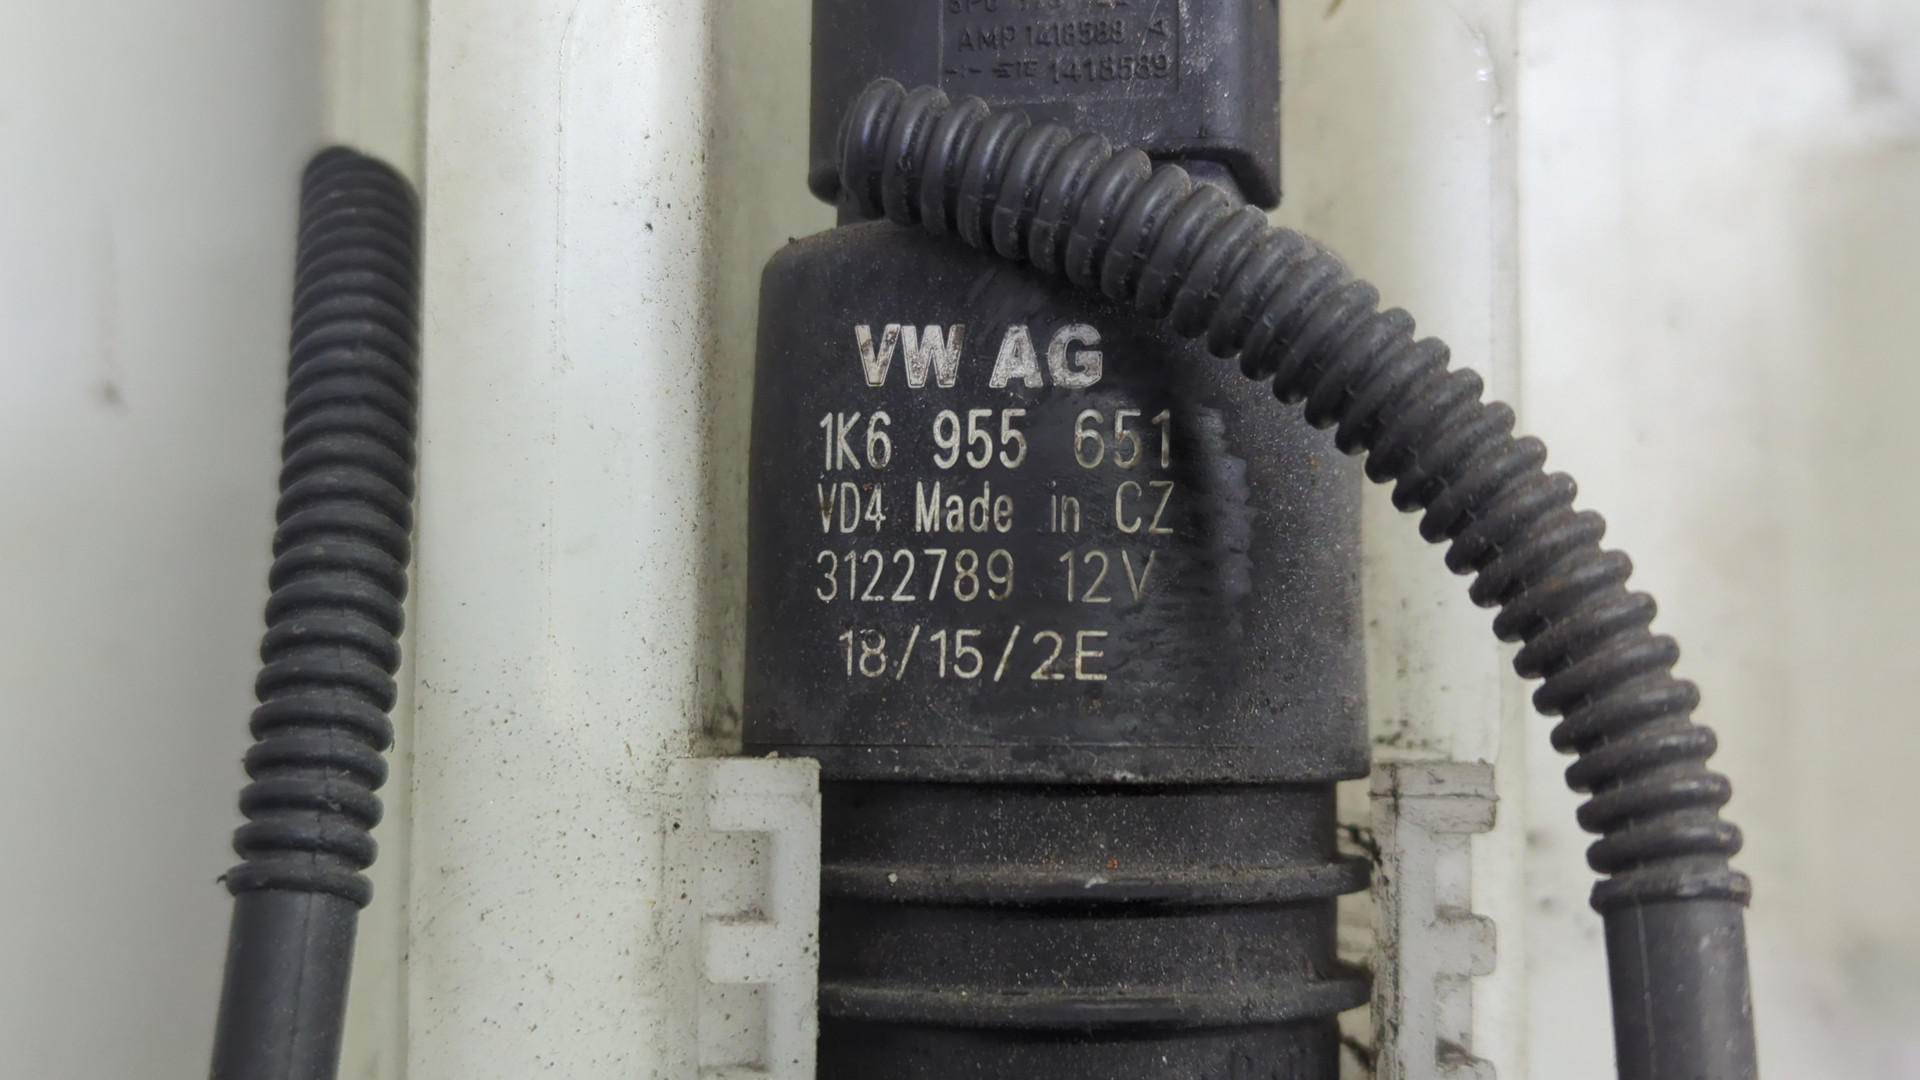 AMP 1418588 A
1418589
VW AG
1K6 955 651
VD4 Made in CZ
3122789 12V
18/15/2E